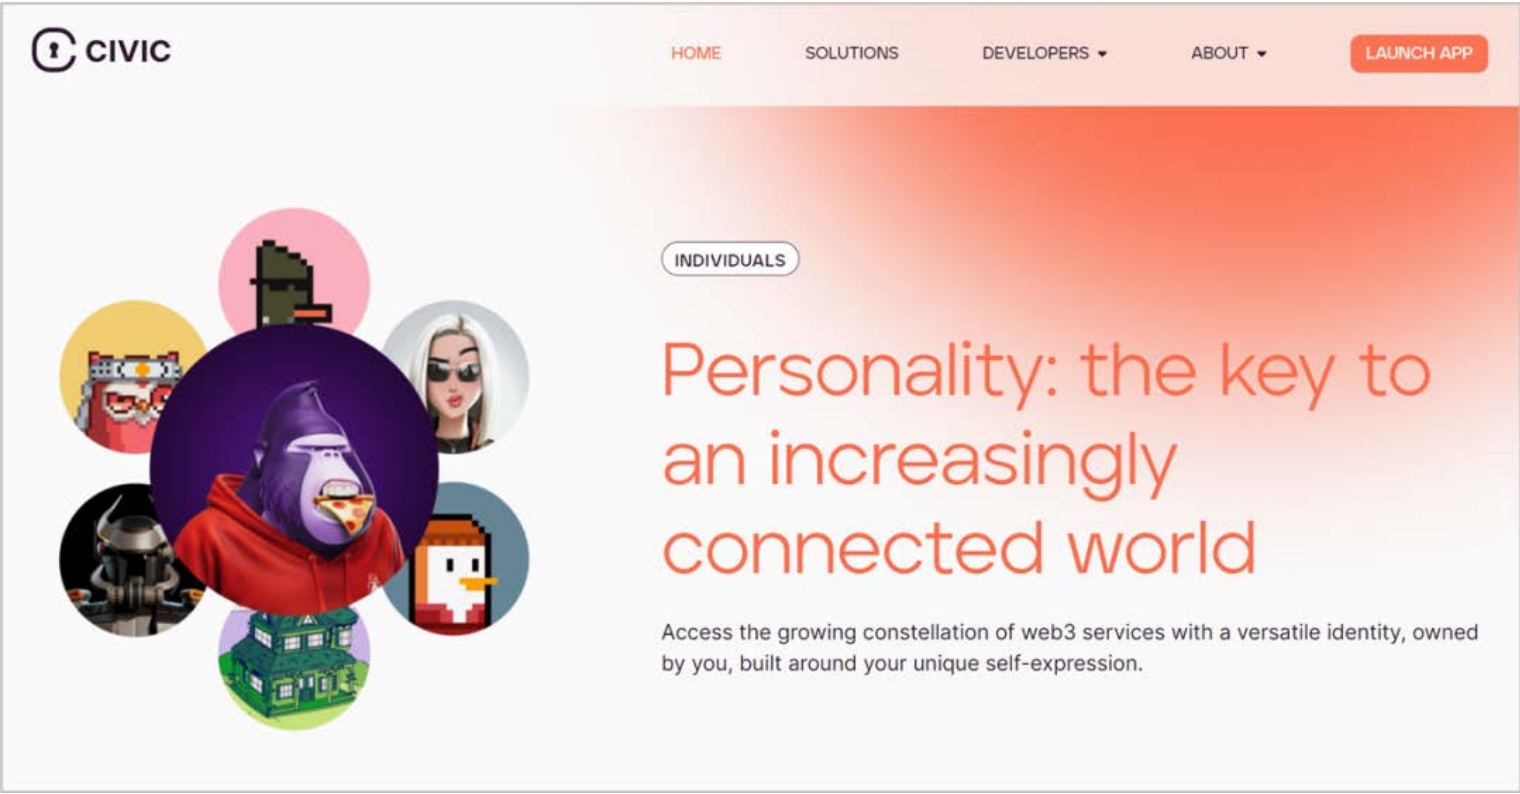 CIVIC
HOME
SOLUTIONS
DEVELOPERS
ABOUT
LAUNCH APP
INDIVIDUALS
Personality: the key to
an increasingly
connected world
Access the growing constellation of web3 services with a versatile identity, owned
by you, built around your unique self-expression.